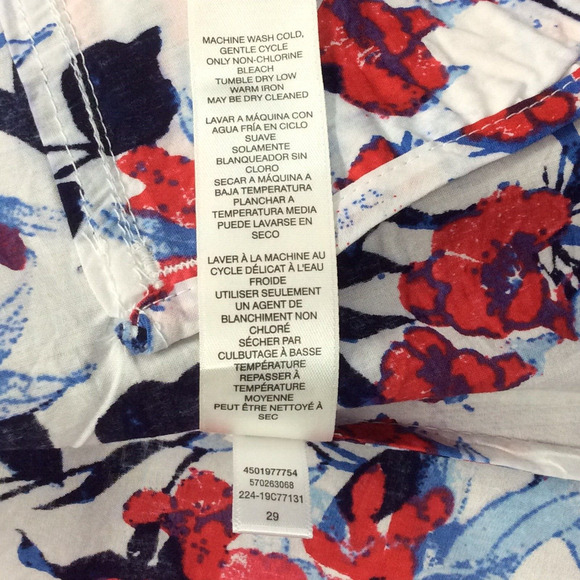 MACHINE WASH COLD,
GENTLE CYCLE
ONLY NON-CHLORINE
BLEACH
TUMBLE DRY LOW
WARM IRON
MAY BE DRY CLEANED
LAVAR A MÁQUINA CON
AGUA FRÍA EN CICLO
SUAVE
SOLAMENTE
BLANQUEADOR SIN
CLORO
SECAR A MÁQUINA A
BAJA TEMPERATURA
PLANCHAR A
TEMPERATURA MEDIA
PUEDE LAVARSE EN
SECO
LAVER À LA MACHINE AU
CYCLE DÉLICAT À L'EAU
FROIDE
UTILISER SEULEMENT
UN AGENT DE
BLANCHIMENT NON
CHLORÉ
SÉCHER PAR
CULBUTAGE À BASSE
TEMPÉRATURE
REPASSER À
TEMPÉRATURE
MOYENNE
PEUT ÊTRE NETTOYÉ À
SEC
4501977754
570263068
224-19C77131
29